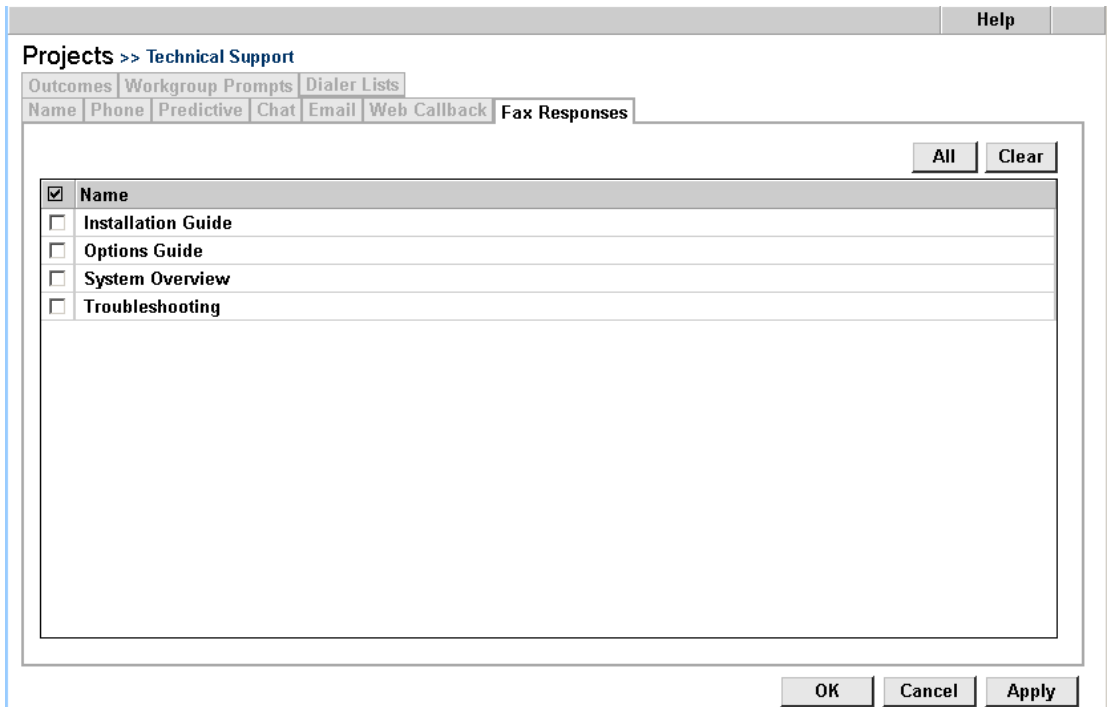 Help
Projects >> Technical Support
Outcomes Workgroup Prompts Dialer Lists
Name Phone Predictive Chat Email Web Callback Fax Responses
All Clear
Name
Installation Guide
Options Guide
System Overview
Troubleshooting
OK Cancel Apply